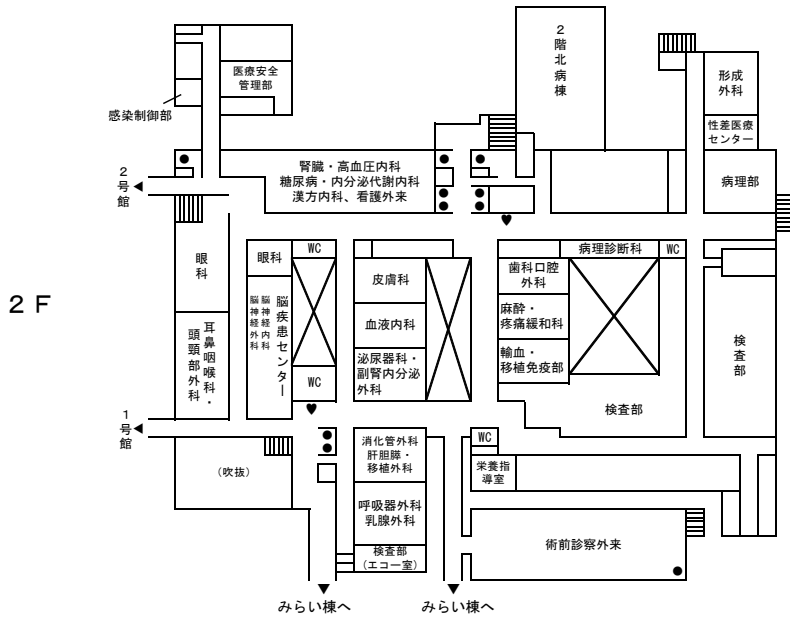 2階北病棟
医療安全
管理部
感染制御部
形成
外科
性差医療
センター
2号館
腎臓・高血圧内科
糖尿病・内分泌代謝内科
漢方内科、看護外来
病理部
2 F
眼科
眼科
WC
皮膚科
歯科口腔
外科
病理診断科
WC
脳神経外科
脳神経内科
脳疾患センター
血液内科
麻酔・
疼痛緩和科
検査部
耳鼻咽喉科・
頭頸部外科
WC
泌尿器科・
副腎内分泌
外科
輸血・
移植免疫部
検査部
1号館
消化管外科
肝胆膵・
移植外科
WC
(吹抜)
栄養指
導室
呼吸器外科
乳腺外科
検査部
(エコー室)
術前診察外来
みらい棟へ
みらい棟へ